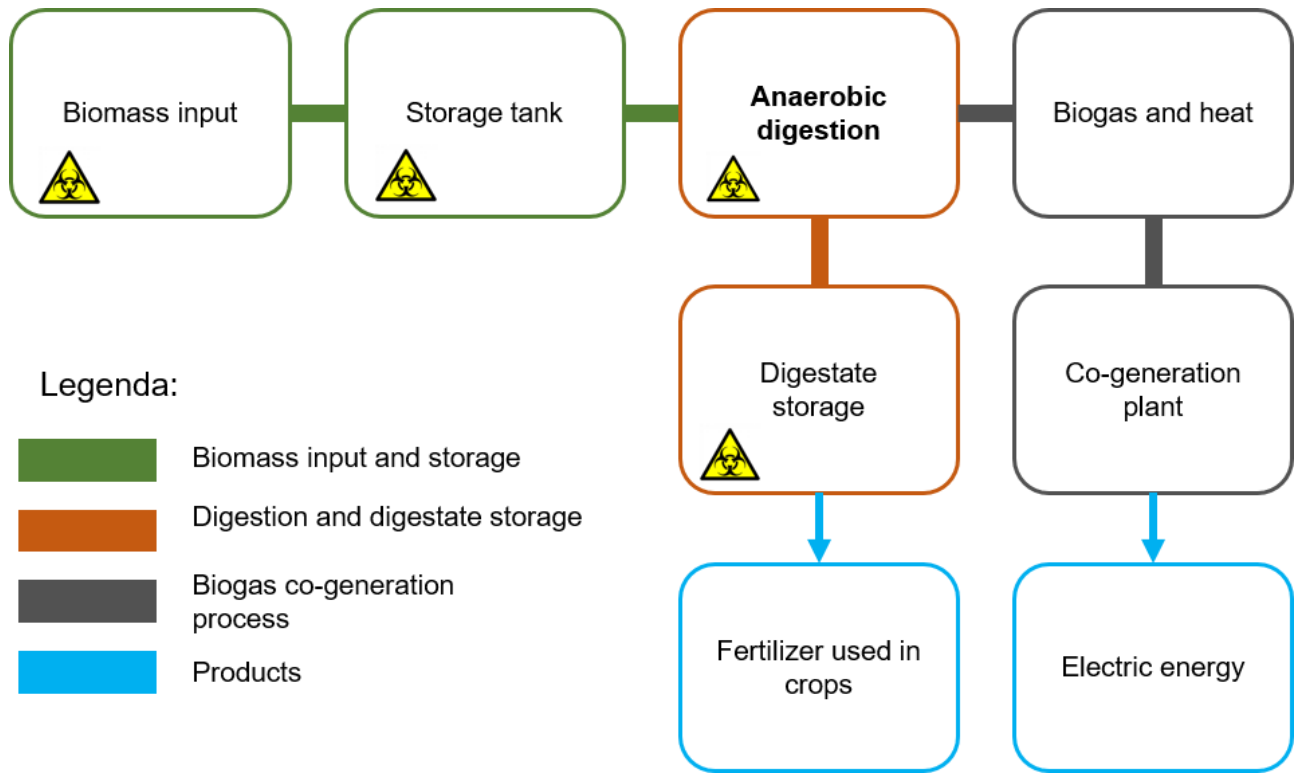 Biomass input
Storage tank
Anaerobic
digestion
Biogas and heat
Digestate
storage
Co-generation
plant
Legenda:
Biomass input and storage
Digestion and digestate storage
Biogas co-generation
process
Products
Fertilizer used in
crops
Electric energy